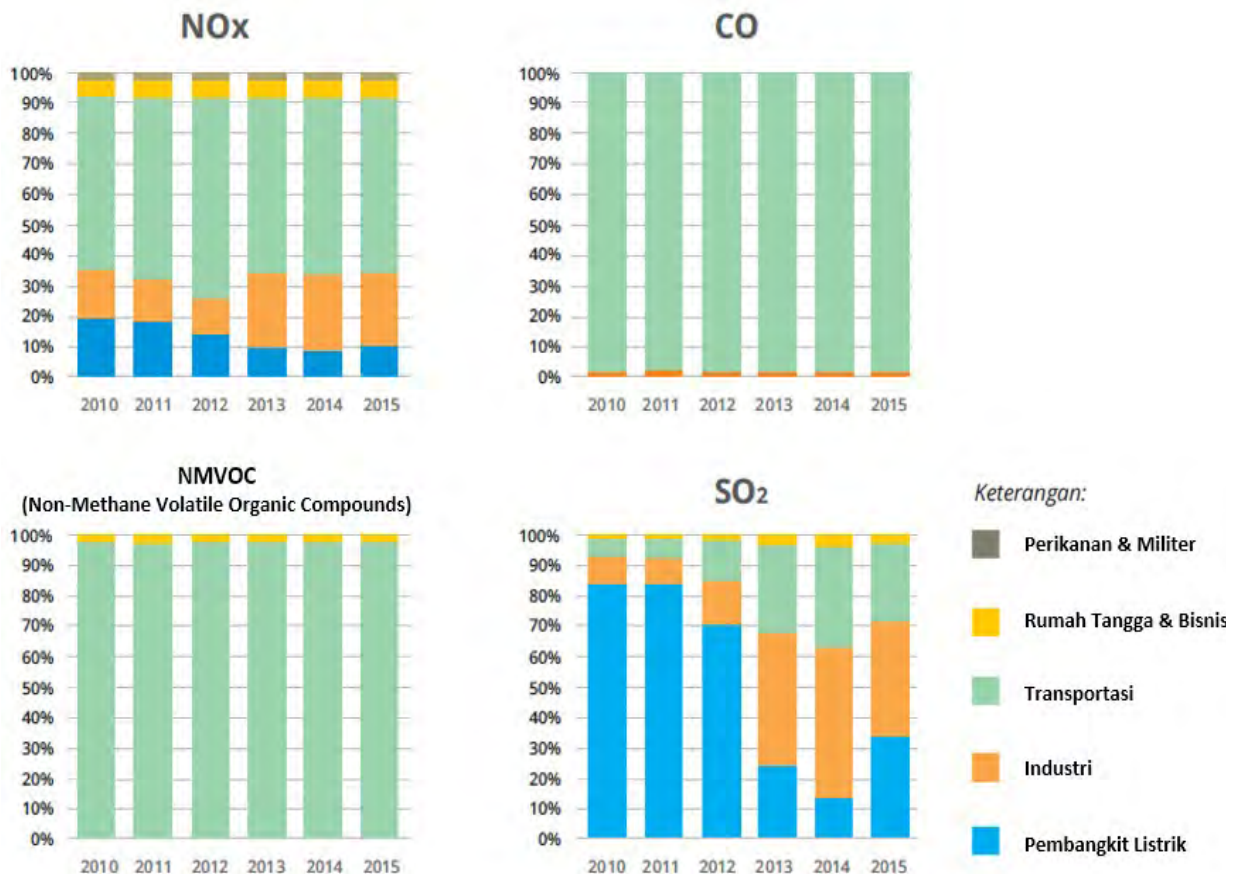 NOx
100%
90%
80%
70%
60%
50%
40%
30%
20%
10%
0%
2010 2011 2012 2013 2014 2015
CO
100%
90%
80%
70%
60%
50%
40%
30%
20%
10%
0%
2010 2011 2012 2013 2014 2015
NMVOC
(Non-Methane Volatile Organic Compounds)
100%
90%
80%
70%
60%
50%
40%
30%
20%
10%
0%
2010 2011 2012 2013 2014 2015
SO2
100%
90%
80%
70%
60%
50%
40%
30%
20%
10%
0%
2010 2011 2012 2013 2014 2015
Keterangan:
Perikanan & Militer
Rumah Tangga & Bisnis
Transportasi
Industri
Pembangkit Listrik